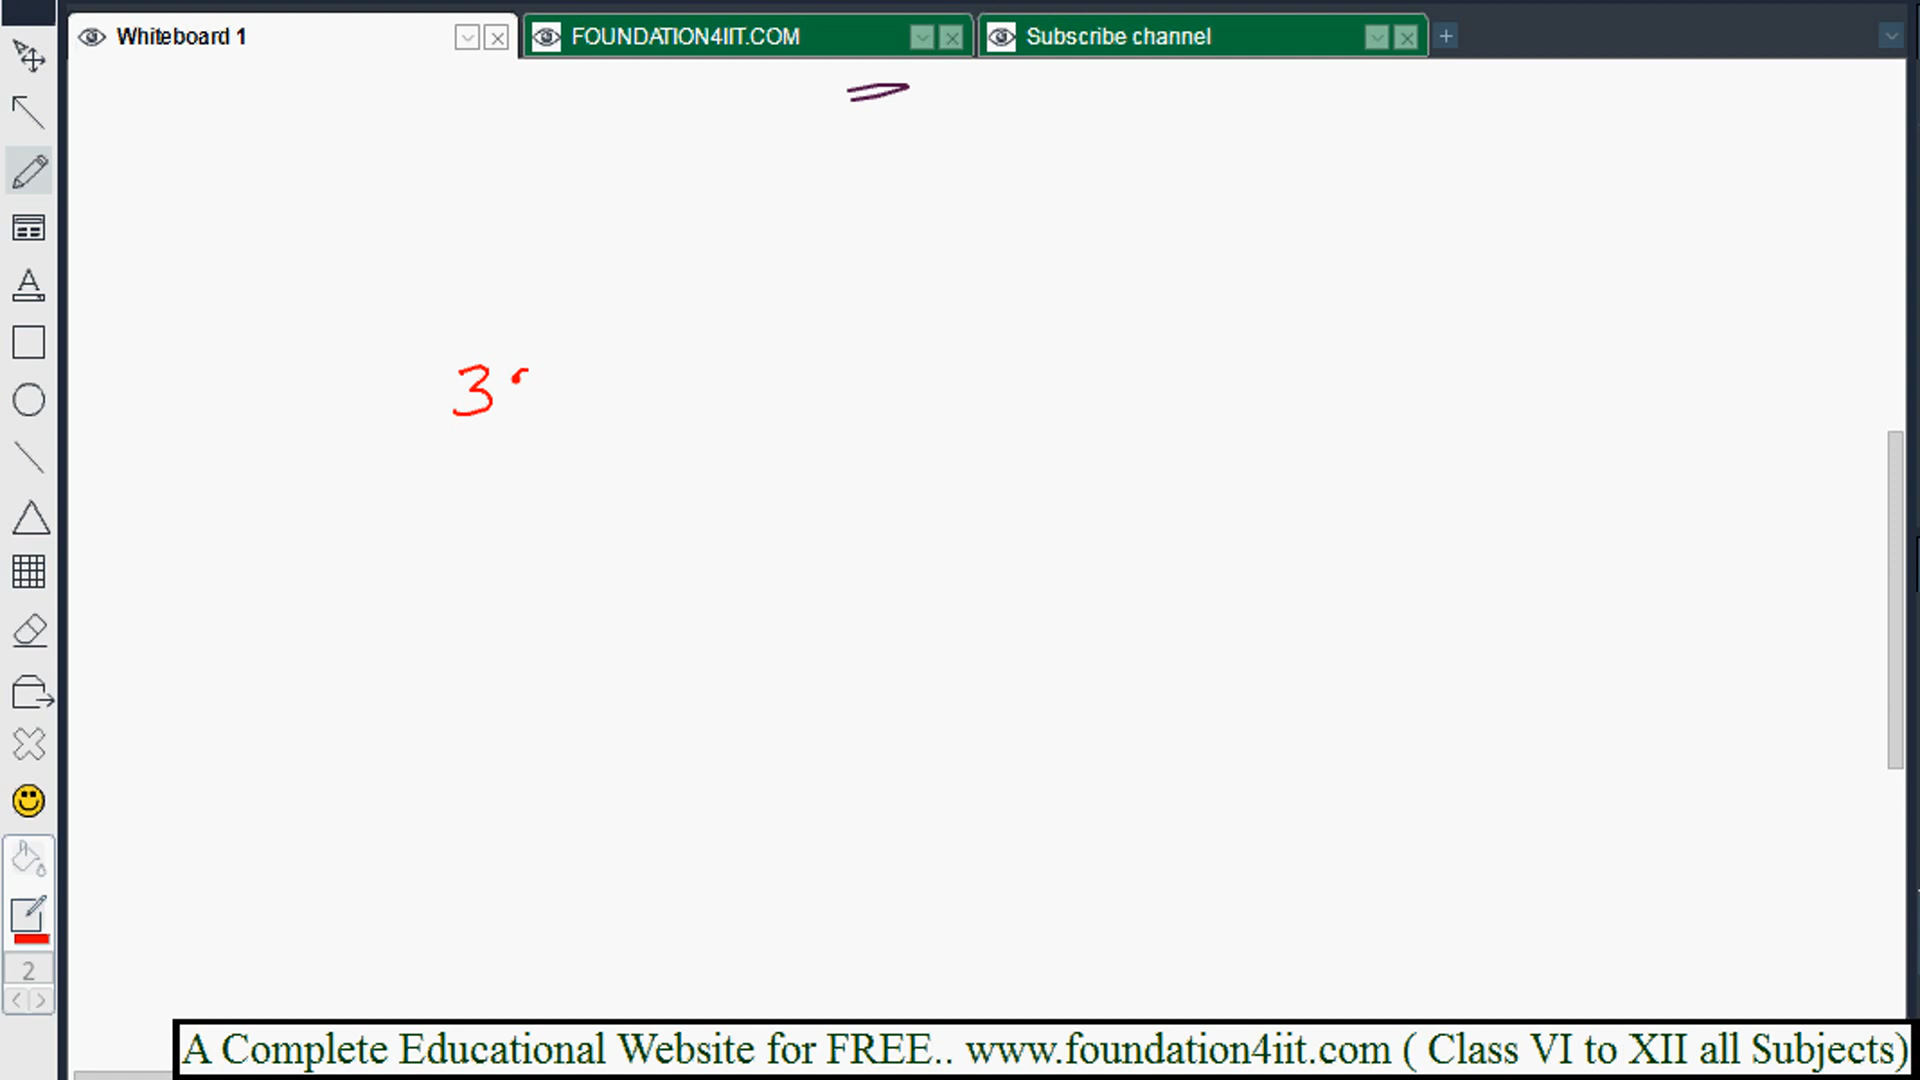 Whiteboard 1
FOUNDATION4IIT.COM
Subscribe channel
3
2
A Complete Educational Website for FREE.. www.foundation4iit.com ( Class VI to XII all Subjects)